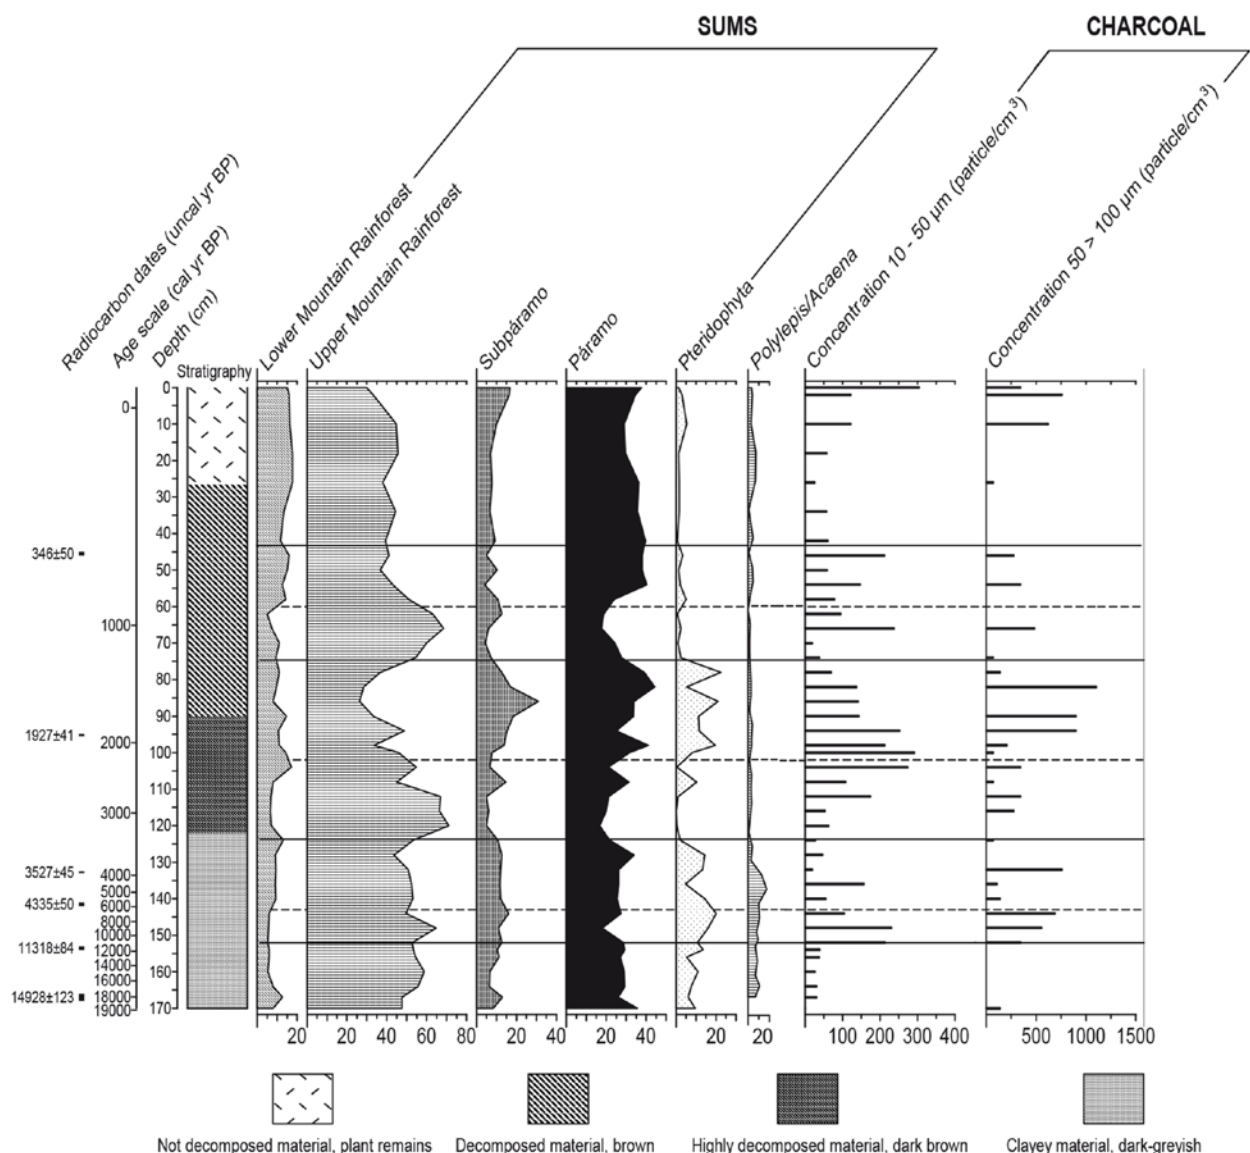 SUMS
CHARCOAL
Radiocarbon dates (uncal yr BP)
Age scale (cal yr BP)
Depth (cm)
Stratigraphy
Lower Mountain Rainforest
Upper Mountain Rainforest
Subpáramo
Páramo
Pteridophyta
Polylepis/Acaena
Concentration 10 - 50 µm (particle/cm³)
Concentration 50 > 100 µm (particle/cm³)
346±50
1927±41
3527±45
4335±50
11318±84
14928±123
0
1000
2000
3000
4000
5000
6000
8000
10000
12000
14000
16000
18000
19000
0
10
20
30
40
50
60
70
80
90
100
110
120
130
140
150
160
170
20
20 40 60 80
20 40
20 40
20
20
0 100 200 300 400
0 500 1000 1500
Not decomposed material, plant remains
Decomposed material, brown
Highly decomposed material, dark brown
Clayey material, dark-greyish